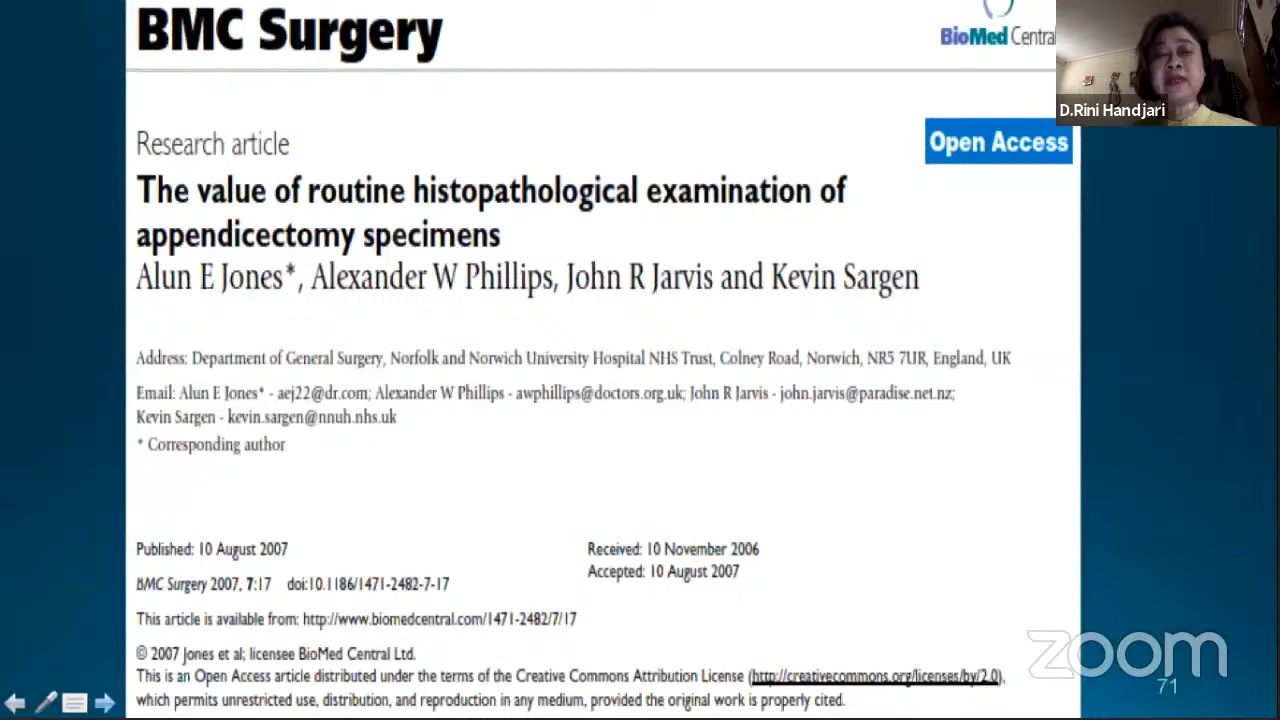 BMC Surgery
BioMed Central
D.Rini Handjari
Research article
Open Access
The value of routine histopathological examination of
appendicectomy specimens
Alun E Jones*, Alexander W Phillips, John R Jarvis and Kevin Sargen
Address: Department of General Surgery, Norfolk and Norwich University Hospital NHS Trust, Colney Road, Norwich, NR5 7UR, England, UK
Email: Alun E Jones* - aej22@dr.com; Alexander W Phillips - awphillips@doctors.org.uk; John R Jarvis - john.jarvis@paradise.net.nz;
Kevin Sargen - kevin.sargen@nnuh.nhs.uk
* Corresponding author
Published: 10 August 2007
Received: 10 November 2006
Accepted: 10 August 2007
BMC Surgery 2007, 7:17 doi:10.1186/1471-2482-7-17
This article is available from: http://www.biomedcentral.com/1471-2482/7/17
© 2007 Jones et al; licensee BioMed Central Ltd.
This is an Open Access article distributed under the terms of the Creative Commons Attribution License (http://creativecommons.org/licenses/by/2.0),
which permits unrestricted use, distribution, and reproduction in any medium, provided the original work is properly cited.
zoom
71